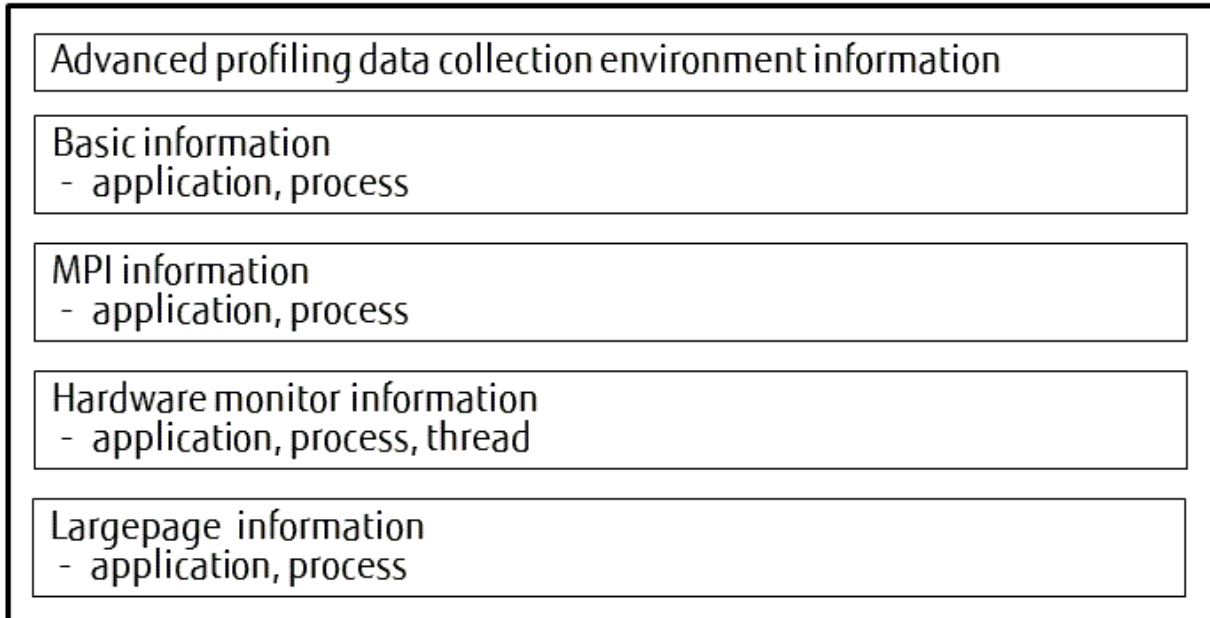 Advanced profiling data collection environment information
Basic information
- application, process
MPI information
- application, process
Hardware monitor information
- application, process, thread
Largepage information
- application, process